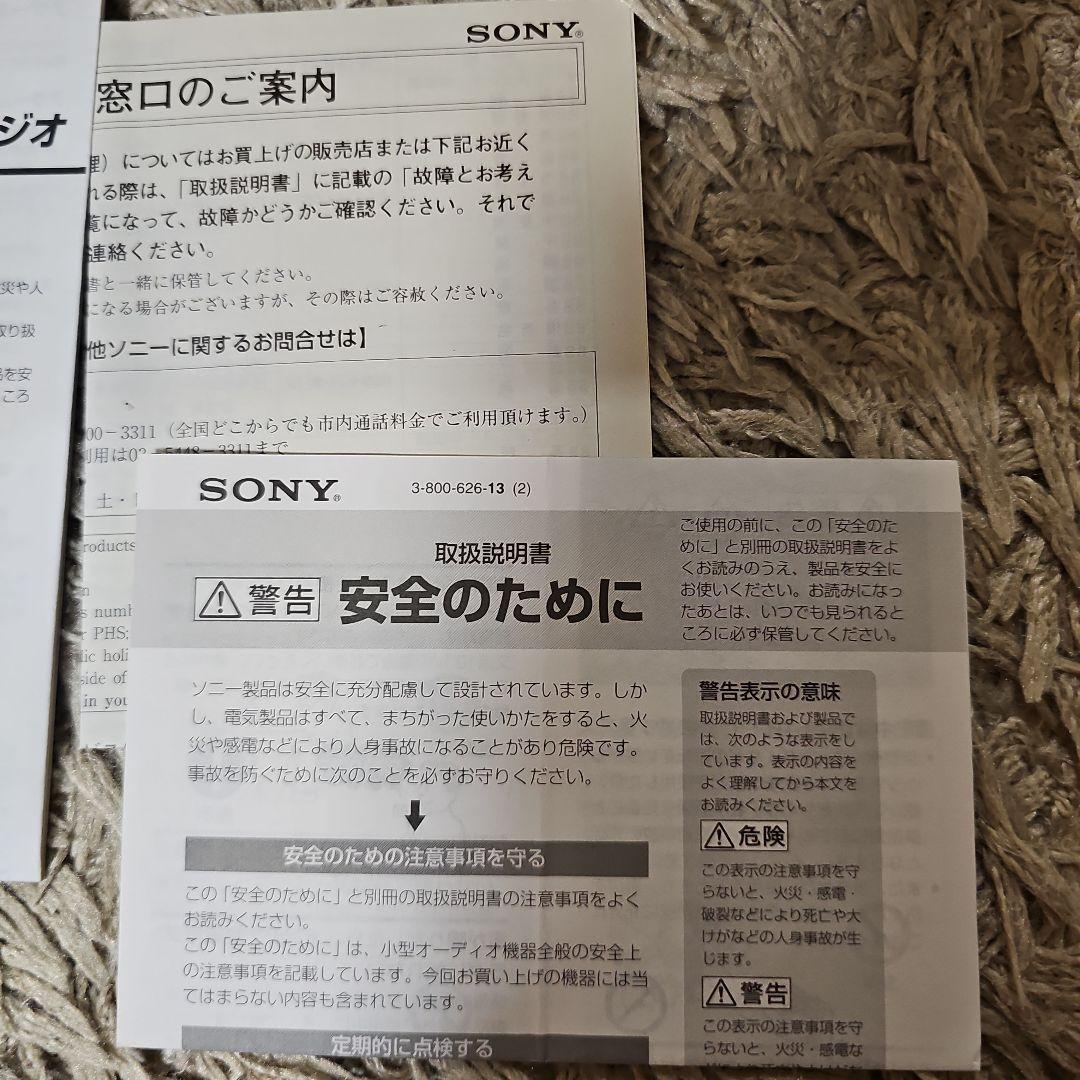 ジオ
災や人
取り扱
品を安
ころ
SONY®
窓口のご案内
理）についてはお買上げの販売店または下記お近く
れる際は、「取扱説明書」に記載の「故障とお考え
覧になって、故障かどうかご確認ください。それで
連絡ください。
書と一緒に保管してください。
になる場合がございますが、その際はご容赦ください。
他ソニーに関するお問合せは】
00-3311（全国どこからでも市内通話料金でご利用頂けます。）
利用は03-5448-3311まで
土・
roducts
n
s numb
r PHS:
lic holi
side of
in you
SONY® 3-800-626-13 (2)
取扱説明書
警告 安全のために
ご使用の前に、この「安全のた
めに」と別冊の取扱説明書をよ
くお読みのうえ、製品を安全に
お使いください。お読みになっ
たあとは、いつでも見られると
ころに必ず保管してください。
ソニー製品は安全に充分配慮して設計されています。しか
し、電気製品はすべて、まちがった使いかたをすると、火
災や感電などにより人身事故になることがあり危険です。
事故を防ぐために次のことを必ずお守りください。
安全のための注意事項を守る
この「安全のために」と別冊の取扱説明書の注意事項をよく
お読みください。
この「安全のために」は、小型オーディオ機器全般の安全上
の注意事項を記載しています。今回お買い上げの機器には当
てはまらない内容も含まれています。
定期的に点検する
警告表示の意味
取扱説明書および製品で
は、次のような表示をし
ています。表示の内容を
よく理解してから本文を
お読みください。
危険
この表示の注意事項を守
らないと、火災・感電・
破裂などにより死亡や大
けがなどの人身事故が生
じます。
警告
この表示の注意事項を守
らないと、火災・感電な